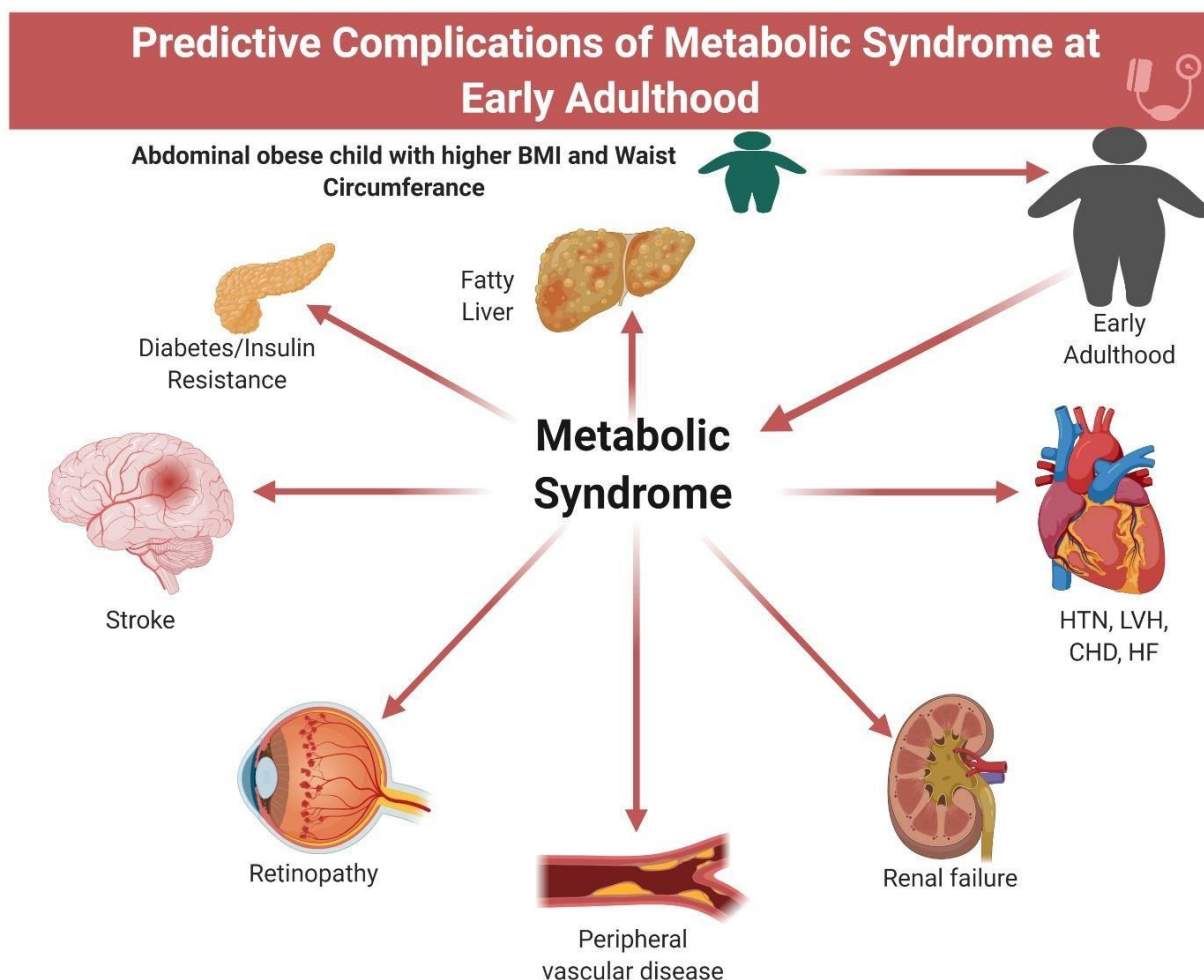 Predictive Complications of Metabolic Syndrome at
Early Adulthood
Abdominal obese child with higher BMI and Waist
Circumferance
Early
Adulthood
Fatty
Liver
Diabetes/Insulin
Resistance
Metabolic
Syndrome
Stroke
HTN, LVH,
CHD, HF
Retinopathy
Renal failure
Peripheral
vascular disease